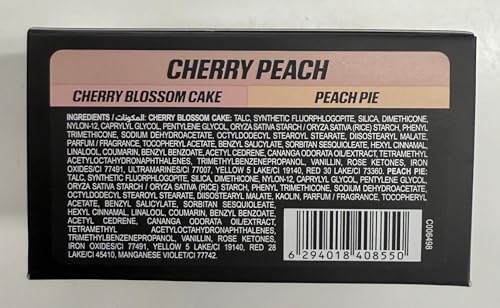 CHERRY PEACH
CHERRY BLOSSOM CAKE
PEACH PIE
INGREDIENTS / المكونات: CHERRY BLOSSOM CAKE: TALC, SYNTHETIC FLUORPHLOGOPITE, SILICA, DIMETHICONE,
NYLON-12, CAPRYLYL GLYCOL, PENTYLENE GLYCOL, ORYZA SATIVA STARCH / ORYZA SATIVA (RICE) STARCH, PHENYL
TRIMETHICONE, SODIUM DEHYDROACETATE, OCTYLDODECYL STEAROYL STEARATE, DIISOSTEARYL MALATE,
PARFUM / FRAGRANCE, TOCOPHERYL ACETATE, BENZYL SALICYLATE, SORBITAN SESQUIOLEATE, HEXYL CINNAMAL,
LINALOOL, COUMARIN, BENZYL BENZOATE, ACETYL CEDRENE, CANANGA ODORATA OIL/EXTRACT, TETRAMETHYL
ACETYLOCTAHYDRONAPHTHALENES, TRIMETHYLBENZENEPROPANOL, VANILLIN, ROSE KETONES, IRON
OXIDES/CI 77491, ULTRAMARINES/CI 77007, YELLOW 5 LAKE/CI 19140, RED 30 LAKE/CI 73360. PEACH PIE:
TALC, SYNTHETIC FLUORPHLOGOPITE, SILICA, DIMETHICONE, NYLON-12, CAPRYLYL GLYCOL, PENTYLENE GLYCOL,
ORYZA SATIVA STARCH / ORYZA SATIVA (RICE) STARCH, PHENYL TRIMETHICONE, SODIUM DEHYDROACETATE,
OCTYLDODECYL STEAROYL STEARATE, DIISOSTEARYL MALATE, KAOLIN, PARFUM / FRAGRANCE, TOCOPHERYL
ACETATE, BENZYL SALICYLATE, SORBITAN SESQUIOLEATE,
HEXYL CINNAMAL, LINALOOL, COUMARIN, BENZYL BENZOATE,
ACETYL CEDRENE, CANANGA ODORATA OIL/EXTRACT,
TETRAMETHYL ACETYLOCTAHYDRONAPHTHALENES,
TRIMETHYLBENZENEPROPANOL, VANILLIN, ROSE KETONES, IRON
OXIDES/CI 77491, YELLOW 5 LAKE/CI 19140, RED 28
LAKE/CI 45410, MANGANESE VIOLET/CI 77742.
6 294018 408550
C006498